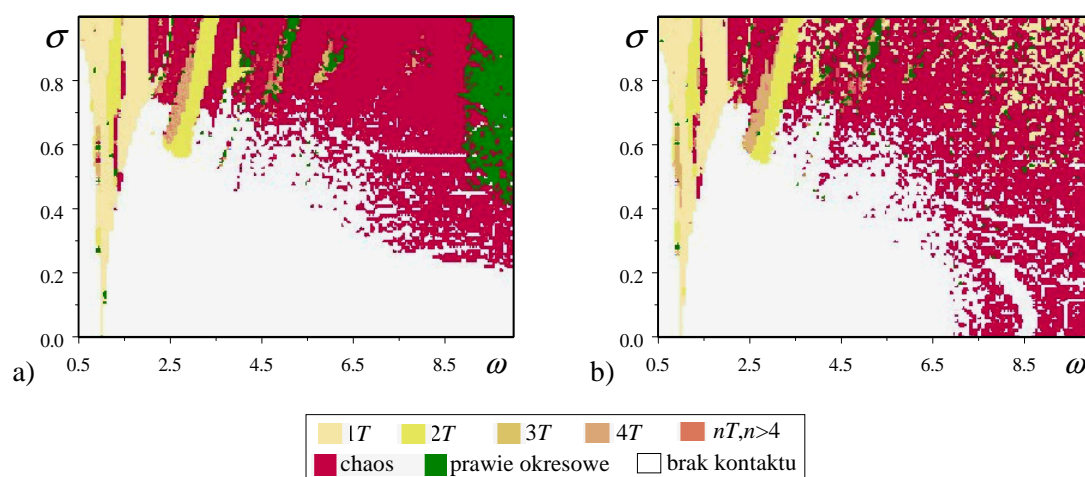 σ
0.8
0.6
0.4
0.2
0.0
0.5 2.5 4.5 6.5 8.5 ω
a)
σ
0.8
0.6
0.4
0.2
0.0
0.5 2.5 4.5 6.5 8.5 ω
b)
1T 2T 3T 4T nT,n>4
chaos prawie okresowe brak kontaktu